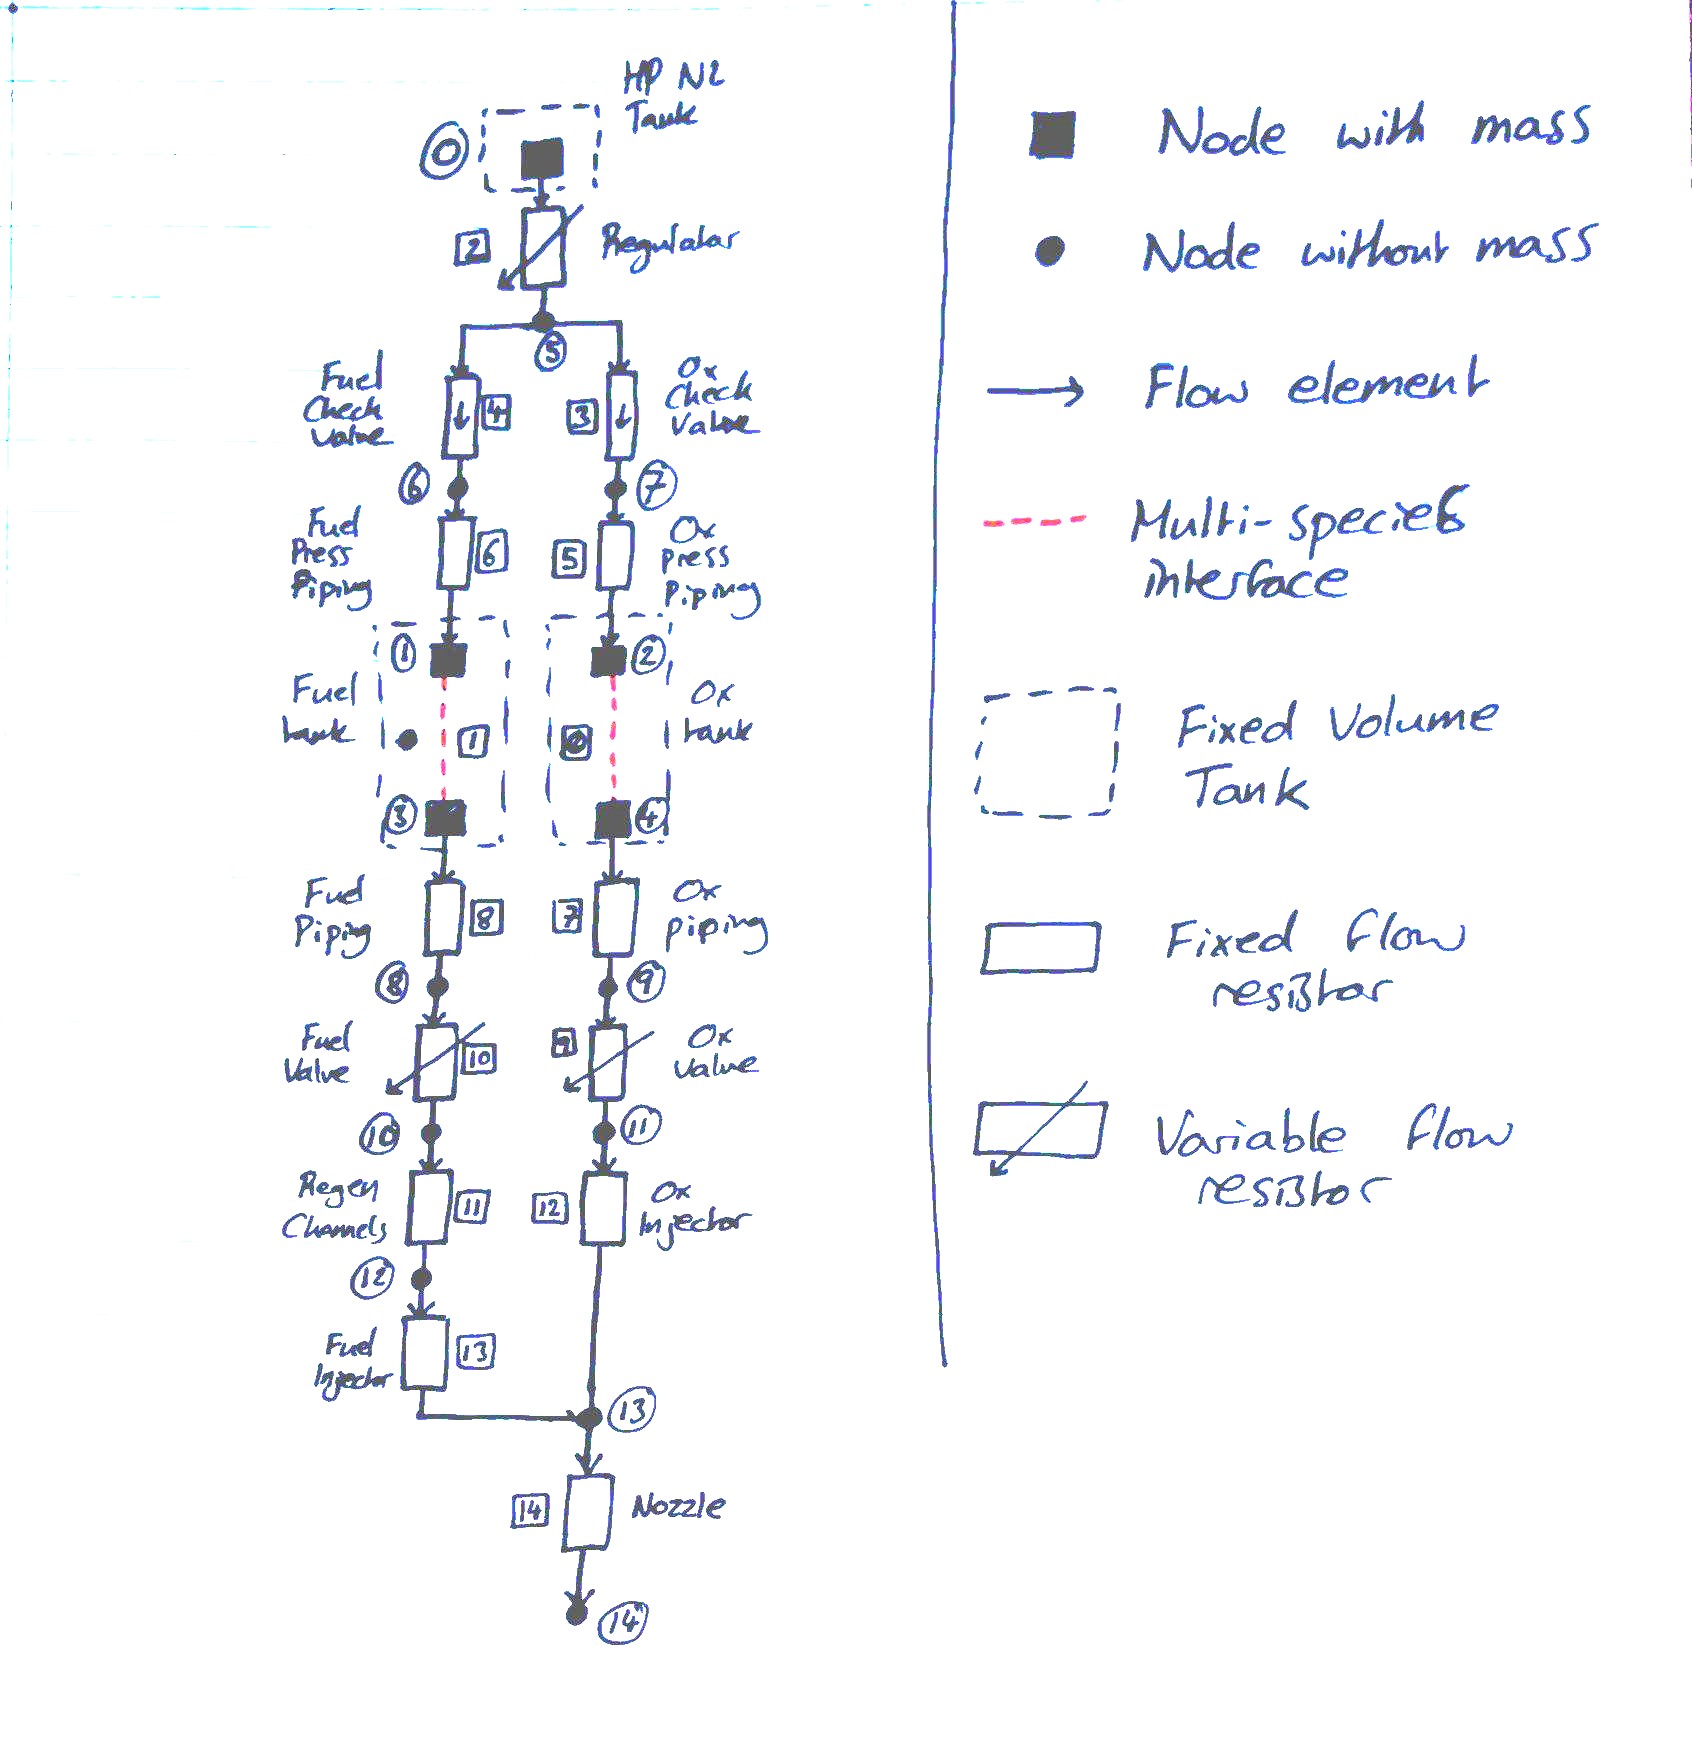 HP N2
Tank
0
2
Regulator
5
Fuel
Check
Valve
4
3
Ox
Check
Valve
6
7
Fuel
Press
Piping
6
5
Ox
Press
Piping
1
2
Fuel
tank
1
Ox
tank
3
4
Fuel
Piping
8
7
Ox
piping
8
9
Fuel
Valve
10
9
Ox
Valve
10
11
Regen
Channels
11
12
Ox
Injector
12
Fuel
Injector
13
13
14
Nozzle
14
Node with mass
Node without mass
Flow element
Multi-species
interface
Fixed Volume
Tank
Fixed flow
resistor
Variable flow
resistor